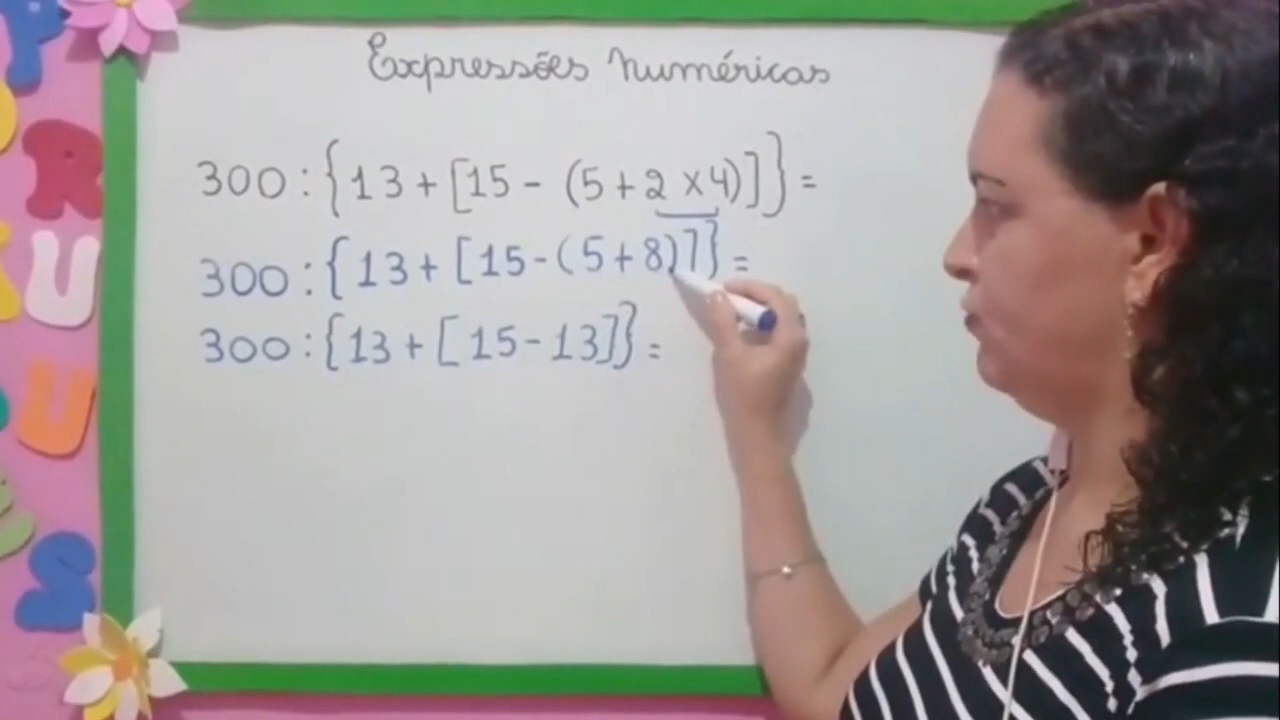 Expressões Numéricas
300 : { 13 + [ 15 - (5 + 2 x 4) ] } =
300 : { 13 + [ 15 - ( 5 + 8 ) ] } =
300 : { 13 + [ 15 - 13 ] } =
R
U
U
S